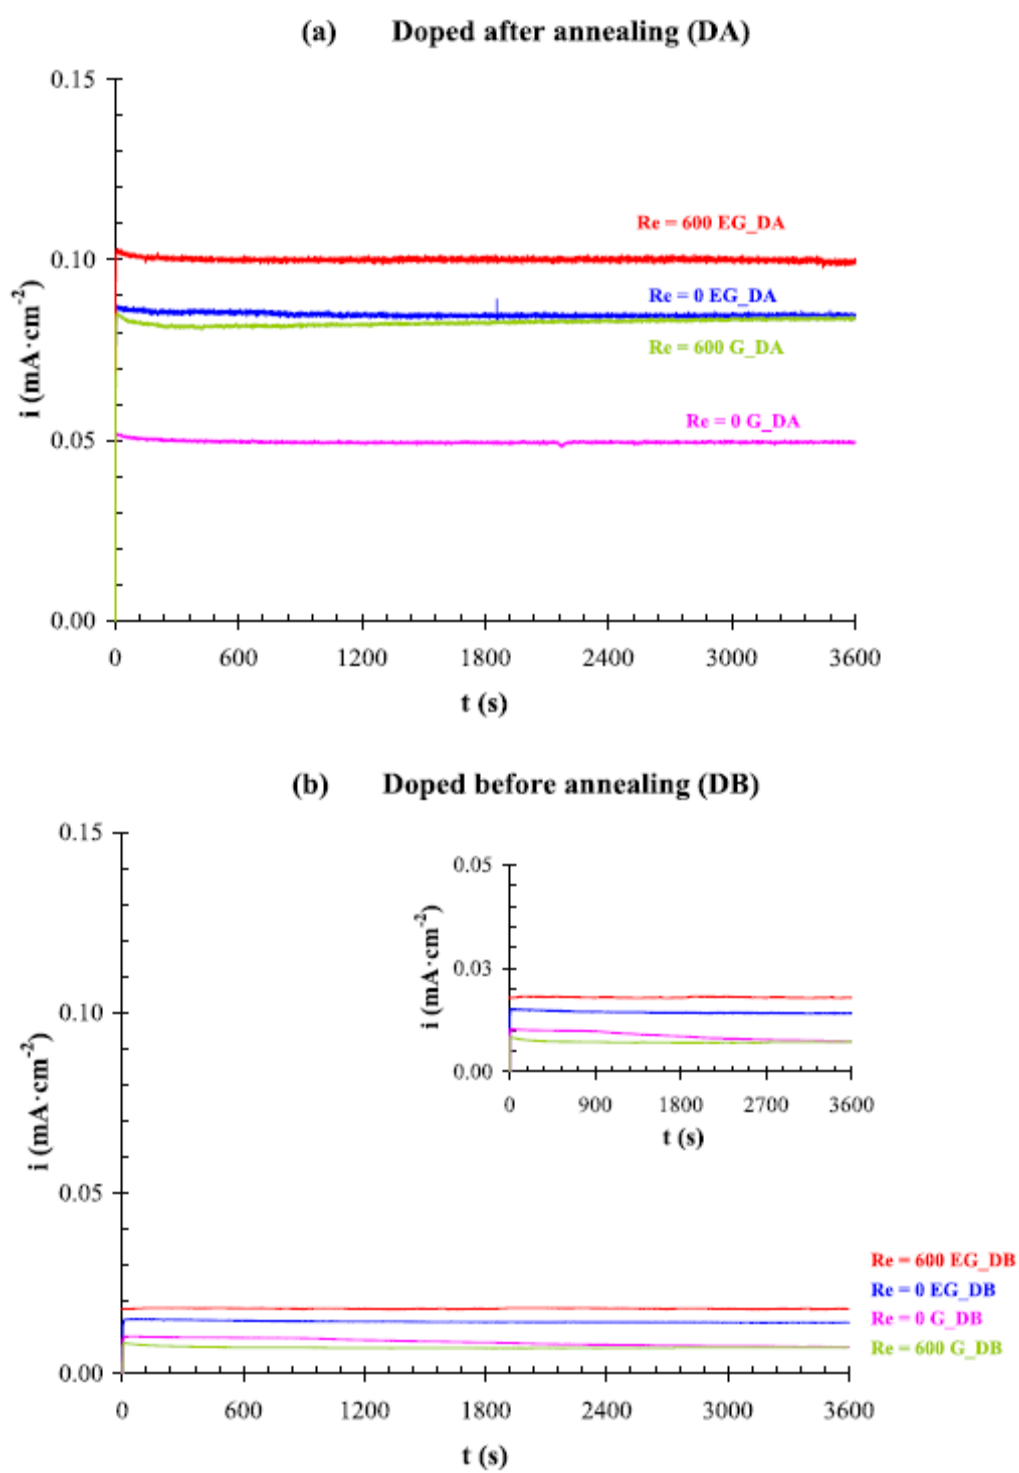 (a) Doped after annealing (DA)
0.15
0.10
0.05
0.00
i (mA·cm⁻²)
Re = 600 EG_DA
Re = 0 EG_DA
Re = 600 G_DA
Re = 0 G_DA
0 600 1200 1800 2400 3000 3600
t (s)
(b) Doped before annealing (DB)
0.15
0.10
0.05
0.00
i (mA·cm⁻²)
0.05
0.03
0.00
i (mA·cm⁻²)
0 900 1800 2700 3600
t (s)
Re = 600 EG_DB
Re = 0 EG_DB
Re = 0 G_DB
Re = 600 G_DB
0 600 1200 1800 2400 3000 3600
t (s)